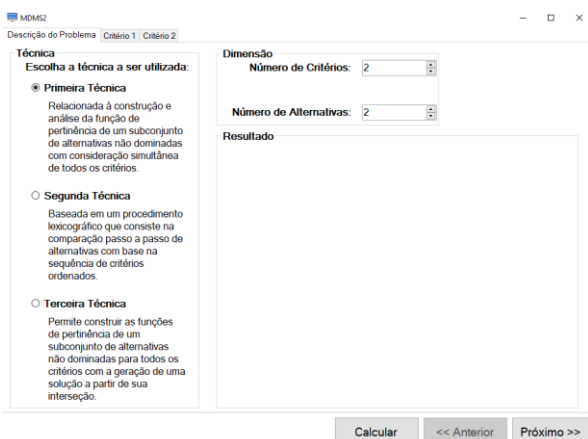 MDMS2
Descrição do Problema Critério 1 Critério 2
Técnica
Escolha a técnica a ser utilizada:
Primeira Técnica
Relacionada à construção e
análise da função de
pertinência de um subconjunto
de alternativas não dominadas
com consideração simultânea
de todos os critérios.
Segunda Técnica
Baseada em um procedimento
lexicográfico que consiste na
comparação passo a passo de
alternativas com base na
sequência de critérios
ordenados.
Terceira Técnica
Permite construir as funções
de pertinência de um
subconjunto de alternativas
não dominadas para todos os
critérios com a geração de uma
solução a partir de sua
interseção.
Dimensão
Número de Critérios: 2
Número de Alternativas: 2
Resultado
Calcular << Anterior Próximo >>